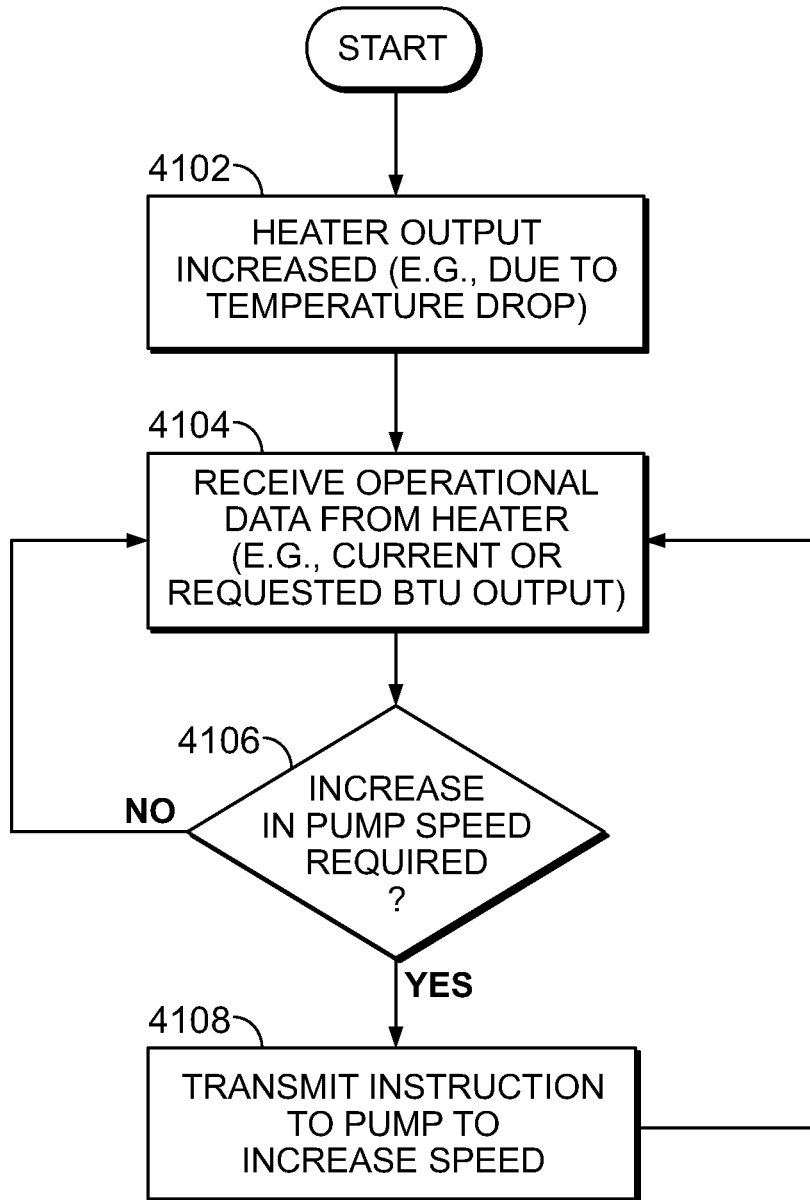 START
4102
HEATER OUTPUT
INCREASED (E.G., DUE TO
TEMPERATURE DROP)
4104
RECEIVE OPERATIONAL
DATA FROM HEATER
(E.G., CURRENT OR
REQUESTED BTU OUTPUT)
4106
INCREASE
IN PUMP SPEED
REQUIRED
?
NO
YES
4108
TRANSMIT INSTRUCTION
TO PUMP TO
INCREASE SPEED